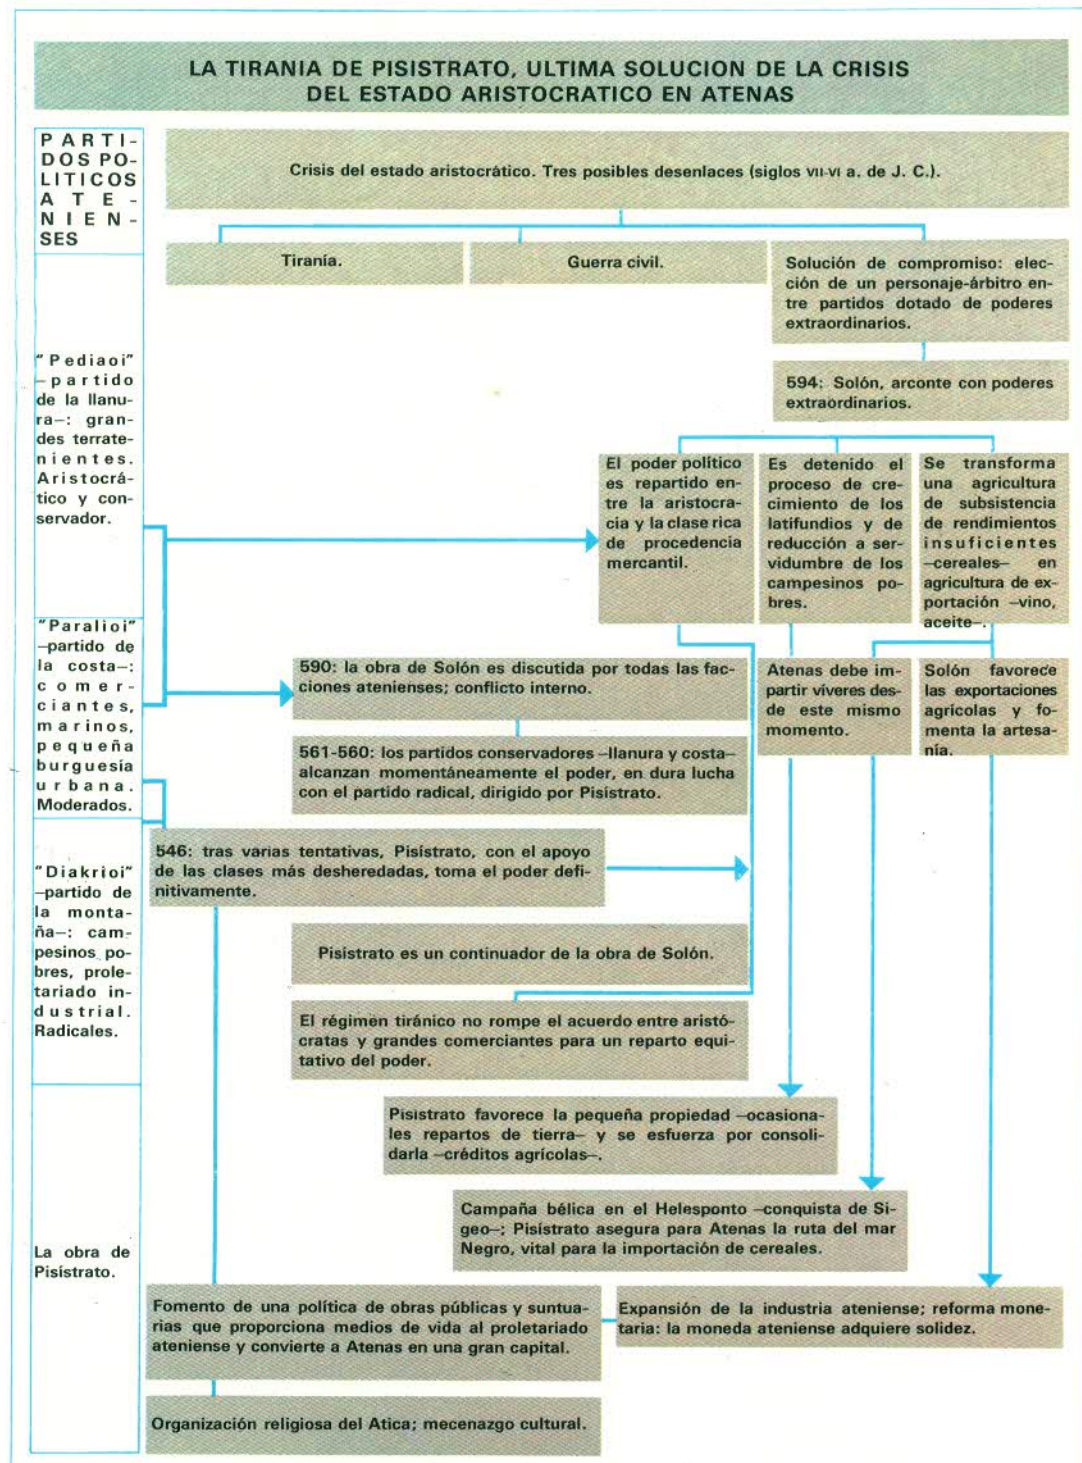 LA TIRANIA DE PISISTRATO, ULTIMA SOLUCION DE LA CRISIS
DEL ESTADO ARISTOCRATICO EN ATENAS
PARTI-
DOS PO-
LITICOS
ATE-
NIEN-
SES
Crisis del estado aristocrático. Tres posibles desenlaces (siglos VII-VI a. de J. C.).
Tiranía.
Guerra civil.
Solución de compromiso: elec-
ción de un personaje-árbitro en-
tre partidos dotado de poderes
extraordinarios.
594: Solón, arconte con poderes
extraordinarios.
"Pediaoi"
—partido
de la llanu-
ra—: gran-
des terrate-
nientes.
Aristocrá-
tico y con-
servador.
El poder político
es repartido en-
tre la aristocra-
cia y la clase rica
de procedencia
mercantil.
Es detenido el
proceso de cre-
cimiento de los
latifundios y de
reducción a ser-
vidumbre de los
campesinos po-
bres.
Se transforma
una agricultura
de subsistencia
de rendimientos
insuficientes
—cereales— en
agricultura de ex-
portación —vino,
aceite—.
"Paralioi"
—partido de
la costa—:
comer-
ciantes,
marinos,
pequeña
burguesía
urbana.
Moderados.
590: la obra de Solón es discutida por todas las fac-
ciones atenienses; conflicto interno.
Atenas debe im-
partir víveres des-
de este mismo
momento.
Solón favorece
las exportaciones
agrícolas y fo-
menta la artesa-
nía.
561-560: los partidos conservadores —llanura y costa—
alcanzan momentáneamente el poder, en dura lucha
con el partido radical, dirigido por Pisístrato.
"Diakrioi"
—partido de
la monta-
ña—: cam-
pesinos po-
bres, prole-
tariado in-
dustrial.
Radicales.
546: tras varias tentativas, Pisístrato, con el apoyo
de las clases más desheredadas, toma el poder defi-
nitivamente.
Pisístrato es un continuador de la obra de Solón.
El régimen tiránico no rompe el acuerdo entre aristó-
cratas y grandes comerciantes para un reparto equi-
tativo del poder.
Pisístrato favorece la pequeña propiedad —ocasiona-
les repartos de tierra— y se esfuerza por consoli-
darla —créditos agrícolas—.
Campaña bélica en el Helesponto —conquista de Si-
geo—; Pisístrato asegura para Atenas la ruta del mar
Negro, vital para la importación de cereales.
La obra de
Pisístrato.
Fomento de una política de obras públicas y suntua-
rias que proporciona medios de vida al proletariado
ateniense y convierte a Atenas en una gran capital.
Expansión de la industria ateniense; reforma mone-
taria: la moneda ateniense adquiere solidez.
Organización religiosa del Atica; mecenazgo cultural.